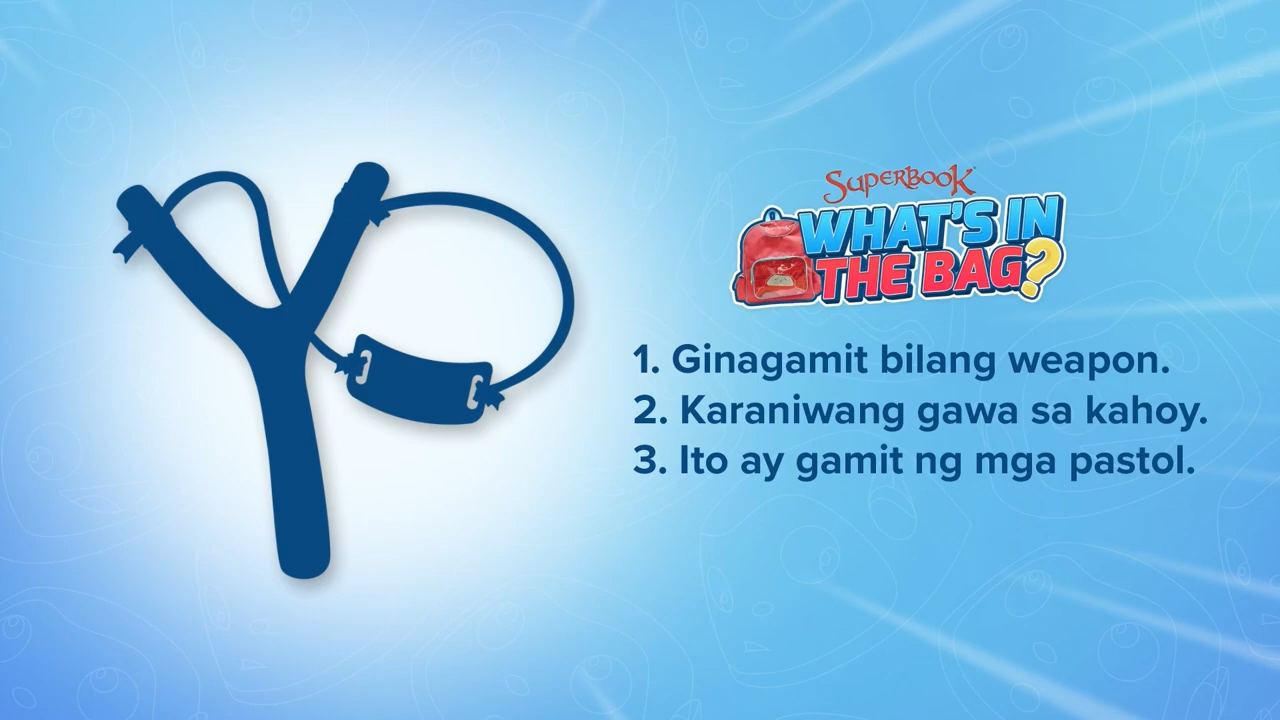 SUPERBOOK
WHAT'S IN
THE BAG?
1. Ginagamit bilang weapon.
2. Karaniwang gawa sa kahoy.
3. Ito ay gamit ng mga pastol.